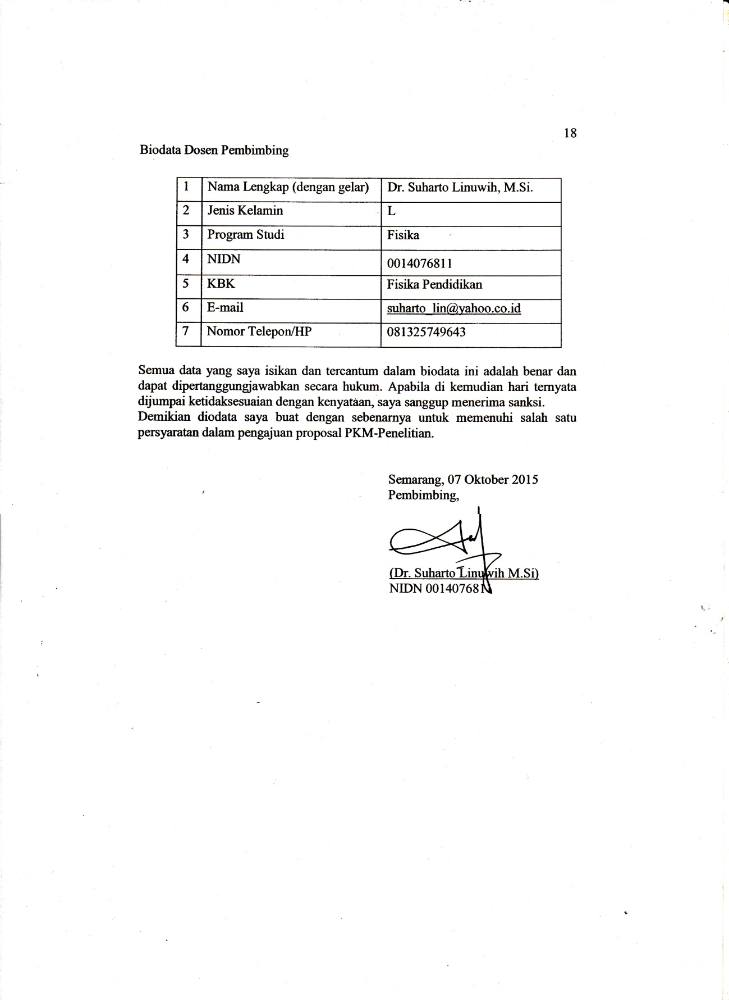 18
Biodata Dosen Pembimbing
1 Nama Lengkap (dengan gelar) Dr. Suharto Linuwih, M.Si.
2 Jenis Kelamin L
3 Program Studi Fisika
4 NIDN 0014076811
5 KBK Fisika Pendidikan
6 E-mail suharto_lin@yahoo.co.id
7 Nomor Telepon/HP 081325749643
Semua data yang saya isikan dan tercantum dalam biodata ini adalah benar dan
dapat dipertanggungjawabkan secara hukum. Apabila di kemudian hari ternyata
dijumpai ketidaksesuaian dengan kenyataan, saya sanggup menerima sanksi.
Demikian diodata saya buat dengan sebenarnya untuk memenuhi salah satu
persyaratan dalam pengajuan proposal PKM-Penelitian.
Semarang, 07 Oktober 2015
Pembimbing,
(Dr. Suharto Linuwih M.Si)
NIDN 0014076811